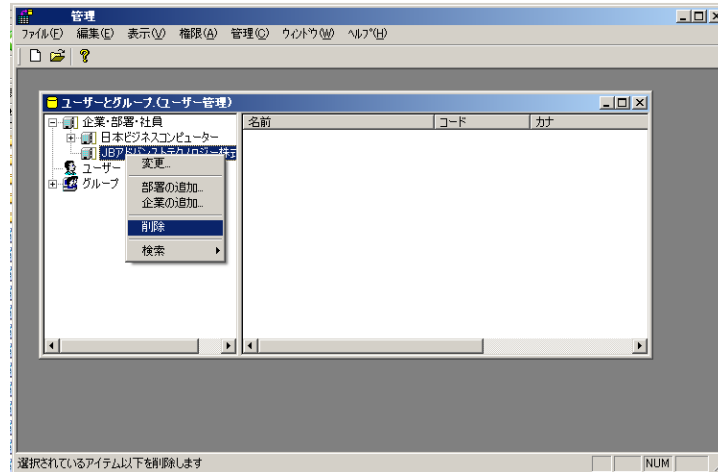 管理
ファイル(F) 編集(E) 表示(V) 権限(A) 管理(C) ウィンドウ(W) ヘルプ(H)
ユーザーとグループ.(ユーザー管理)
企業・部署・社員
日本ビジネスコンピューター
JBアドバンストテクノロジー株式
ユーザー
グループ
名前 コード カナ
変更...
部署の追加...
企業の追加...
削除
検索
選択されているアイテム以下を削除します
NUM